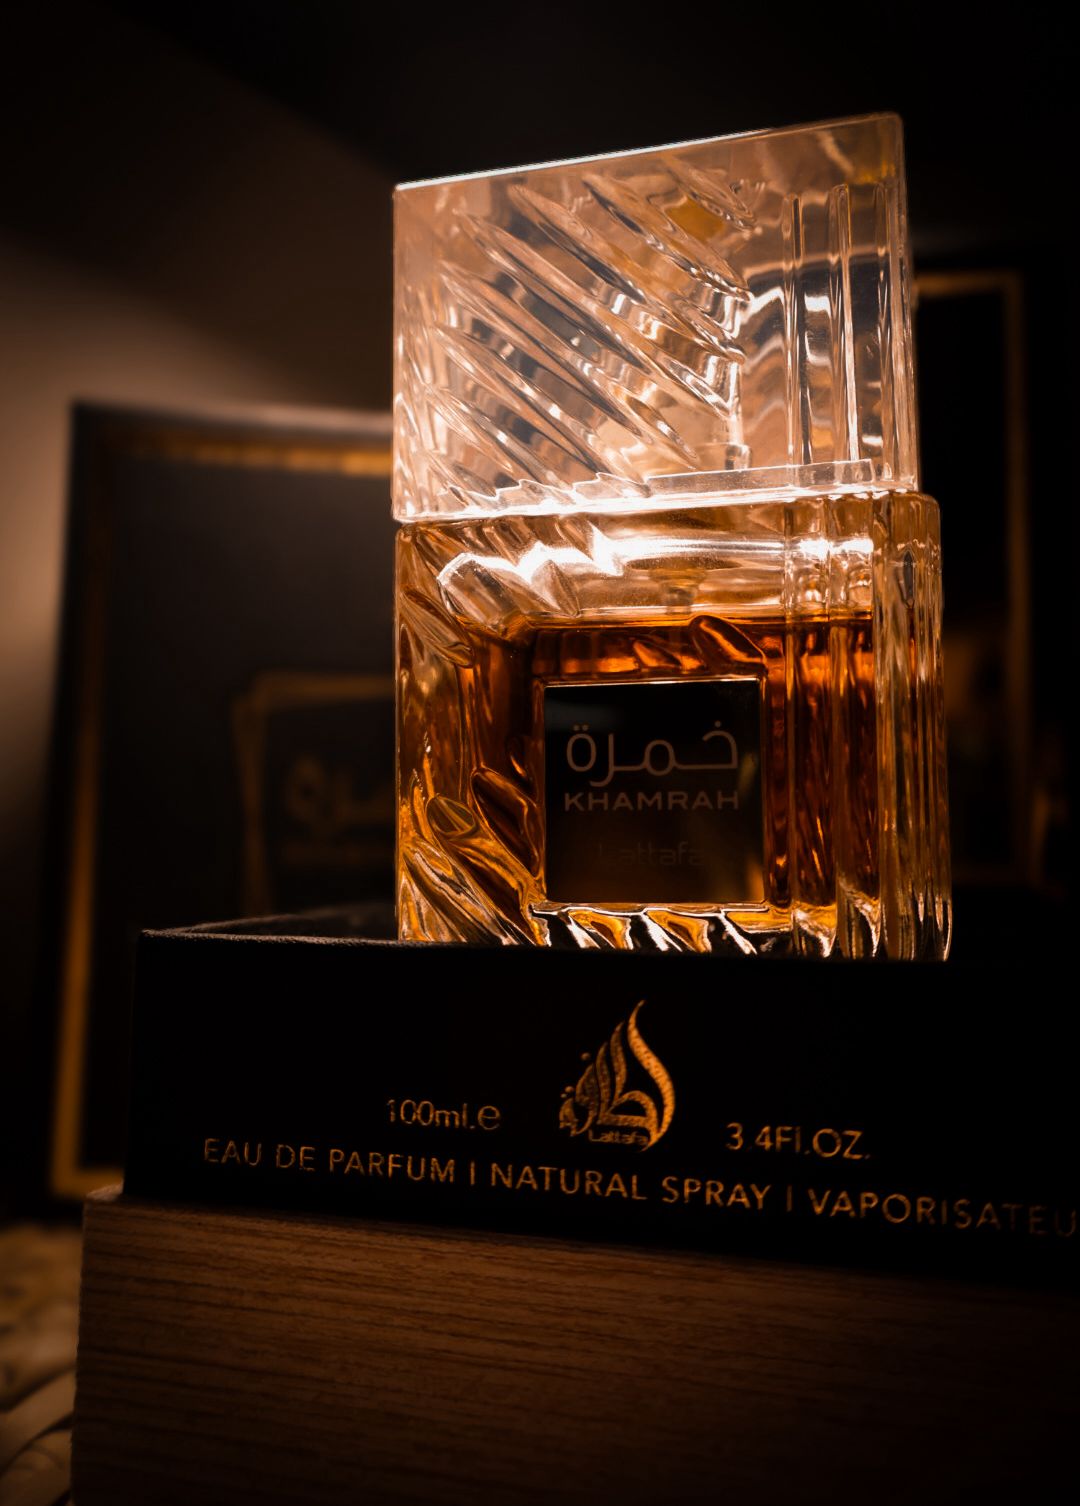 خمرة
KHAMRAH
Lattafa
Lattafa
100ml.e 3.4Fl.OZ.
EAU DE PARFUM | NATURAL SPRAY | VAPORISATEU